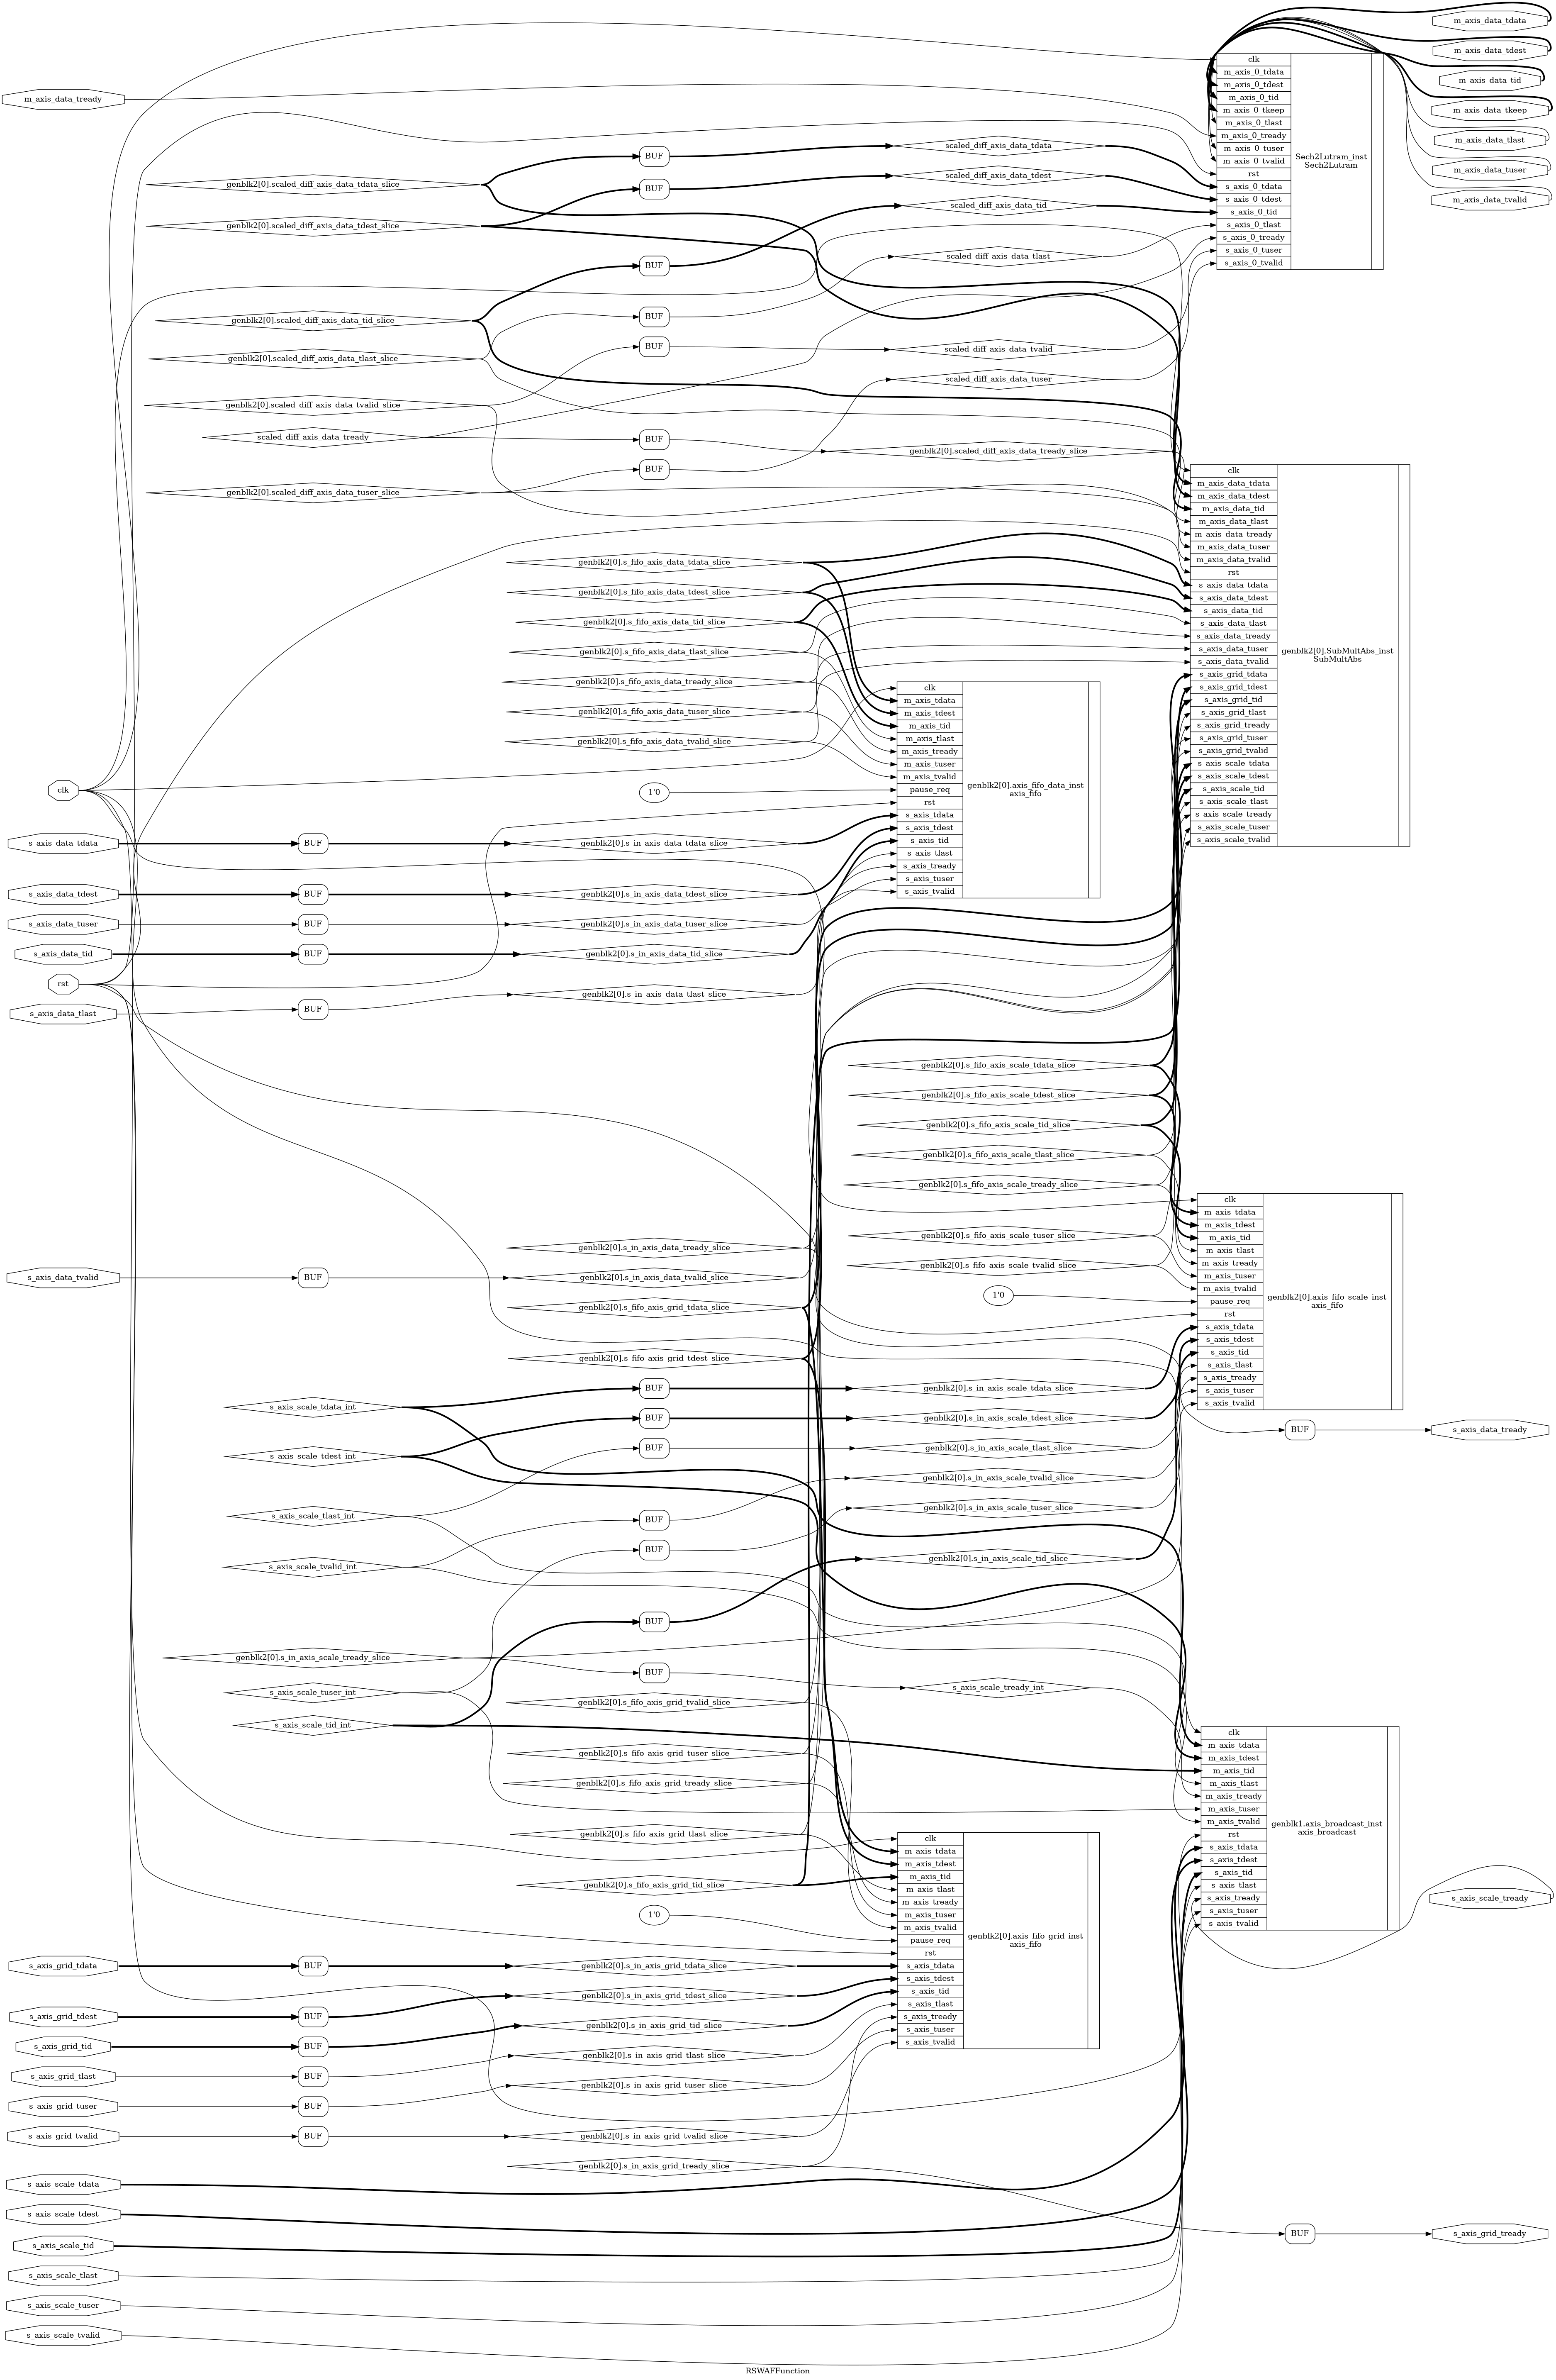 m_axis_data_tdata
m_axis_data_tdest
m_axis_data_tid
m_axis_data_tkeep
m_axis_data_tlast
m_axis_data_tuser
m_axis_data_tvalid
m_axis_data_tready
clk
m_axis_0_tdata
m_axis_0_tdest
m_axis_0_tid
m_axis_0_tkeep
m_axis_0_tlast
m_axis_0_tready
m_axis_0_tuser
m_axis_0_tvalid
rst
s_axis_0_tdata
s_axis_0_tdest
s_axis_0_tid
s_axis_0_tlast
s_axis_0_tready
s_axis_0_tuser
s_axis_0_tvalid
Sech2Lutram_inst
Sech2Lutram
BUF
scaled_diff_axis_data_tdata
genblk2[0].scaled_diff_axis_data_tdata_slice
BUF
scaled_diff_axis_data_tdest
genblk2[0].scaled_diff_axis_data_tdest_slice
scaled_diff_axis_data_tid
BUF
scaled_diff_axis_data_tlast
genblk2[0].scaled_diff_axis_data_tid_slice
BUF
genblk2[0].scaled_diff_axis_data_tlast_slice
BUF
scaled_diff_axis_data_tvalid
scaled_diff_axis_data_tuser
genblk2[0].scaled_diff_axis_data_tvalid_slice
scaled_diff_axis_data_tready
BUF
genblk2[0].scaled_diff_axis_data_tready_slice
BUF
genblk2[0].scaled_diff_axis_data_tuser_slice
clk
m_axis_data_tdata
m_axis_data_tdest
m_axis_data_tid
m_axis_data_tlast
m_axis_data_tready
m_axis_data_tuser
m_axis_data_tvalid
rst
s_axis_data_tdata
s_axis_data_tdest
s_axis_data_tid
s_axis_data_tlast
s_axis_data_tready
s_axis_data_tuser
s_axis_data_tvalid
s_axis_grid_tdata
s_axis_grid_tdest
s_axis_grid_tid
s_axis_grid_tlast
s_axis_grid_tready
s_axis_grid_tuser
s_axis_grid_tvalid
s_axis_scale_tdata
s_axis_scale_tdest
s_axis_scale_tid
s_axis_scale_tlast
s_axis_scale_tready
s_axis_scale_tuser
s_axis_scale_tvalid
genblk2[0].SubMultAbs_inst
SubMultAbs
genblk2[0].s_fifo_axis_data_tdata_slice
genblk2[0].s_fifo_axis_data_tdest_slice
genblk2[0].s_fifo_axis_data_tid_slice
genblk2[0].s_fifo_axis_data_tlast_slice
genblk2[0].s_fifo_axis_data_tready_slice
genblk2[0].s_fifo_axis_data_tuser_slice
genblk2[0].s_fifo_axis_data_tvalid_slice
clk
m_axis_tdata
m_axis_tdest
m_axis_tid
m_axis_tlast
m_axis_tready
m_axis_tuser
m_axis_tvalid
pause_req
rst
s_axis_tdata
s_axis_tdest
s_axis_tid
s_axis_tlast
s_axis_tready
s_axis_tuser
s_axis_tvalid
genblk2[0].axis_fifo_data_inst
axis_fifo
clk
1'0
s_axis_data_tdata
BUF
genblk2[0].s_in_axis_data_tdata_slice
s_axis_data_tdest
BUF
genblk2[0].s_in_axis_data_tdest_slice
s_axis_data_tuser
BUF
genblk2[0].s_in_axis_data_tuser_slice
s_axis_data_tid
BUF
genblk2[0].s_in_axis_data_tid_slice
rst
s_axis_data_tlast
BUF
genblk2[0].s_in_axis_data_tlast_slice
genblk2[0].s_fifo_axis_scale_tdata_slice
genblk2[0].s_fifo_axis_scale_tdest_slice
genblk2[0].s_fifo_axis_scale_tid_slice
genblk2[0].s_fifo_axis_scale_tlast_slice
genblk2[0].s_fifo_axis_scale_tready_slice
genblk2[0].s_fifo_axis_scale_tuser_slice
genblk2[0].s_fifo_axis_scale_tvalid_slice
1'0
clk
m_axis_tdata
m_axis_tdest
m_axis_tid
m_axis_tlast
m_axis_tready
m_axis_tuser
m_axis_tvalid
pause_req
rst
s_axis_tdata
s_axis_tdest
s_axis_tid
s_axis_tlast
s_axis_tready
s_axis_tuser
s_axis_tvalid
genblk2[0].axis_fifo_scale_inst
axis_fifo
genblk2[0].s_in_axis_data_tready_slice
s_axis_data_tvalid
BUF
genblk2[0].s_in_axis_data_tvalid_slice
genblk2[0].s_fifo_axis_grid_tdata_slice
genblk2[0].s_fifo_axis_grid_tdest_slice
s_axis_scale_tdata_int
BUF
genblk2[0].s_in_axis_scale_tdata_slice
BUF
genblk2[0].s_in_axis_scale_tdest_slice
BUF
s_axis_data_tready
s_axis_scale_tdest_int
BUF
genblk2[0].s_in_axis_scale_tlast_slice
genblk2[0].s_in_axis_scale_tvalid_slice
s_axis_scale_tlast_int
BUF
genblk2[0].s_in_axis_scale_tuser_slice
s_axis_scale_tvalid_int
BUF
genblk2[0].s_in_axis_scale_tid_slice
BUF
genblk2[0].s_in_axis_scale_tready_slice
BUF
s_axis_scale_tready_int
s_axis_scale_tuser_int
genblk2[0].s_fifo_axis_grid_tvalid_slice
s_axis_scale_tid_int
genblk2[0].s_fifo_axis_grid_tuser_slice
genblk2[0].s_fifo_axis_grid_tready_slice
genblk2[0].s_fifo_axis_grid_tlast_slice
genblk2[0].s_fifo_axis_grid_tid_slice
clk
m_axis_tdata
m_axis_tdest
m_axis_tid
m_axis_tlast
m_axis_tready
m_axis_tuser
m_axis_tvalid
rst
s_axis_tdata
s_axis_tdest
s_axis_tid
s_axis_tlast
s_axis_tready
s_axis_tuser
s_axis_tvalid
genblk1.axis_broadcast_inst
axis_broadcast
s_axis_scale_tready
1'0
clk
m_axis_tdata
m_axis_tdest
m_axis_tid
m_axis_tlast
m_axis_tready
m_axis_tuser
m_axis_tvalid
pause_req
rst
s_axis_tdata
s_axis_tdest
s_axis_tid
s_axis_tlast
s_axis_tready
s_axis_tuser
s_axis_tvalid
genblk2[0].axis_fifo_grid_inst
axis_fifo
s_axis_grid_tdata
BUF
genblk2[0].s_in_axis_grid_tdata_slice
s_axis_grid_tdest
BUF
genblk2[0].s_in_axis_grid_tdest_slice
s_axis_grid_tid
BUF
genblk2[0].s_in_axis_grid_tid_slice
s_axis_grid_tlast
BUF
genblk2[0].s_in_axis_grid_tlast_slice
s_axis_grid_tuser
BUF
genblk2[0].s_in_axis_grid_tuser_slice
s_axis_grid_tvalid
BUF
genblk2[0].s_in_axis_grid_tvalid_slice
genblk2[0].s_in_axis_grid_tready_slice
s_axis_scale_tdata
s_axis_scale_tdest
BUF
s_axis_grid_tready
s_axis_scale_tid
s_axis_scale_tlast
s_axis_scale_tuser
s_axis_scale_tvalid
RSWAFFunction